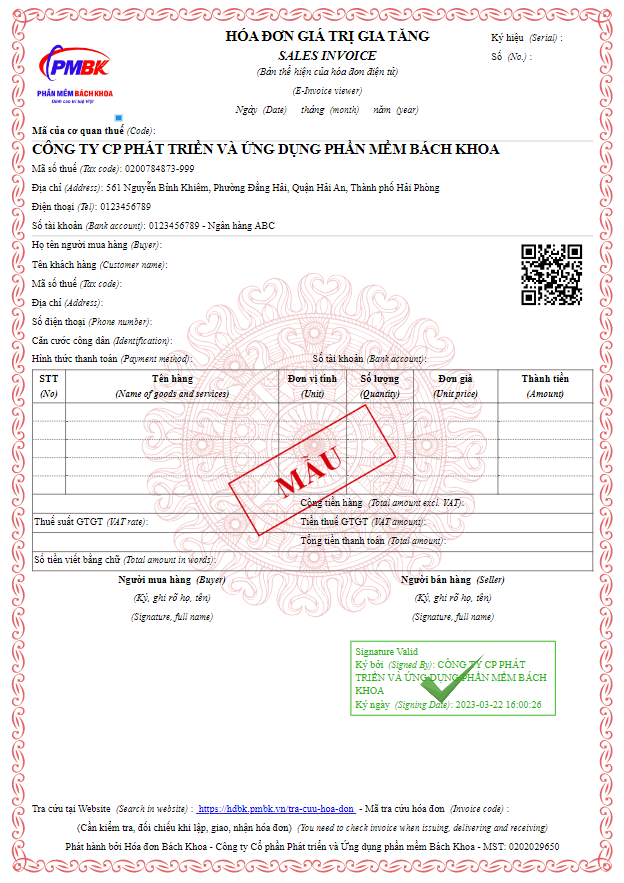 HÓA ĐƠN GIÁ TRỊ GIA TĂNG
SALES INVOICE
(Bản thể hiện của hóa đơn điện tử)
(E-Invoice viewer)
Ngày (Date) tháng (month) năm (year)
Ký hiệu (Serial) :
Số (No.) :
PMBK
PHẦN MỀM BÁCH KHOA
Đỉnh cao trí tuệ Việt
Mã của cơ quan thuế (Code):
CÔNG TY CP PHÁT TRIỂN VÀ ỨNG DỤNG PHẦN MỀM BÁCH KHOA
Mã số thuế (Tax code): 0200784873-999
Địa chỉ (Address): 561 Nguyễn Bỉnh Khiêm, Phường Đằng Hải, Quận Hải An, Thành phố Hải Phòng
Điện thoại (Tel): 0123456789
Số tài khoản (Bank account): 0123456789 - Ngân hàng ABC
Họ tên người mua hàng (Buyer):
Tên khách hàng (Customer name):
Mã số thuế (Tax code):
Địa chỉ (Address):
Số điện thoại (Phone number):
Căn cước công dân (Identification):
Hình thức thanh toán (Payment method): Số tài khoản (Bank account):
STT Tên hàng Đơn vị tính Số lượng Đơn giá Thành tiền
(No) (Name of goods and services) (Unit) (Quantity) (Unit price) (Amount)
MẪU
Cộng tiền hàng (Total amount excl. VAT):
Thuế suất GTGT (VAT rate): Tiền thuế GTGT (VAT amount):
Tổng tiền thanh toán (Total amount):
Số tiền viết bằng chữ (Total amount in words):
Người mua hàng (Buyer) Người bán hàng (Seller)
(Ký, ghi rõ họ, tên) (Ký, ghi rõ họ, tên)
(Signature, full name) (Signature, full name)
Signature Valid
Ký bởi (Signed By): CÔNG TY CP PHÁT
TRIỂN VÀ ỨNG DỤNG PHẦN MỀM BÁCH
KHOA
Ký ngày (Signing Date): 2023-03-22 16:00:26
Tra cứu tại Website (Search in website) : https://hdbk.pmbk.vn/tra-cuu-hoa-don - Mã tra cứu hóa đơn (Invoice code) :
(Cần kiểm tra, đối chiếu khi lập, giao, nhận hóa đơn) (You need to check invoice when issuing, delivering and receiving)
Phát hành bởi Hóa đơn Bách Khoa - Công ty Cổ phần Phát triển và Ứng dụng phần mềm Bách Khoa - MST: 0202029650